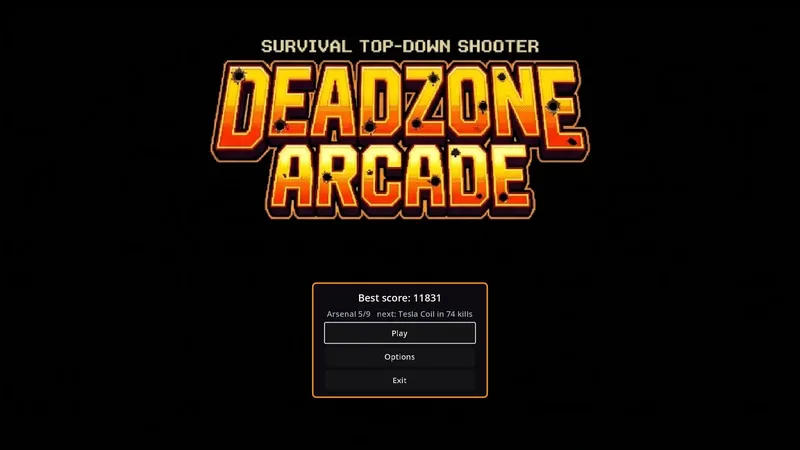 SURVIVAL TOP-DOWN SHOOTER
DEADZONE
ARCADE
Best score: 11831
Arsenal 5/9 next: Tesla Coil in 74 kills
Play
Options
Exit